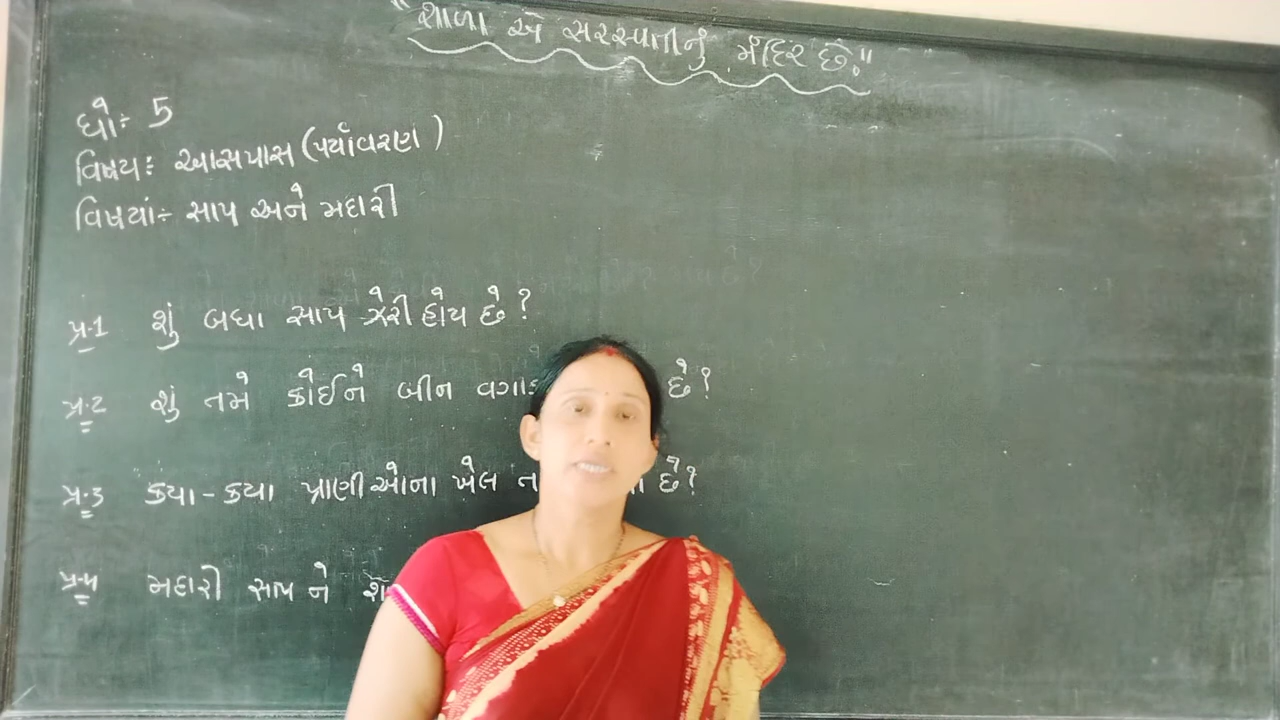 "શાળા એ સરસ્વતીનું મંદિર છે."
ધોઃ- 5
વિષયઃ આસપાસ (પર્યાવરણ)
વિષયાંઃ- સાપ અને મદારી
પ્ર.1 શું બધા સાપ ઝેરી હોય છે ?
પ્ર.2 શું તમે કોઈને બીન વગાડ છે ?
પ્ર.3 કયા - કયા પ્રાણીઓના ખેલ છે ?
પ્ર.૫ મદારી સાપ ને